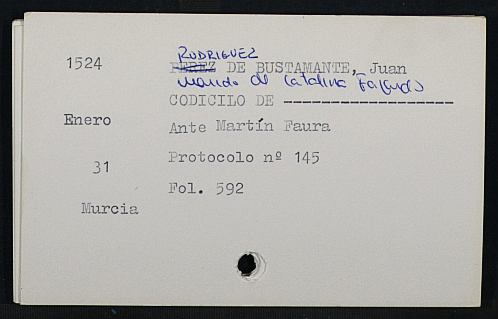 RODRIGUEZ
1524 PEREZ DE BUSTAMANTE, Juan
marido de Catalina Fajardo
CODICILO DE -------------------
Enero
Ante Martín Faura
31
Protocolo nº 145
Fol. 592
Murcia